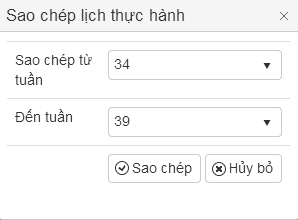 Sao chép lịch thực hành
Sao chép từ
tuần
34
Đến tuần
39
Sao chép
Hủy bỏ